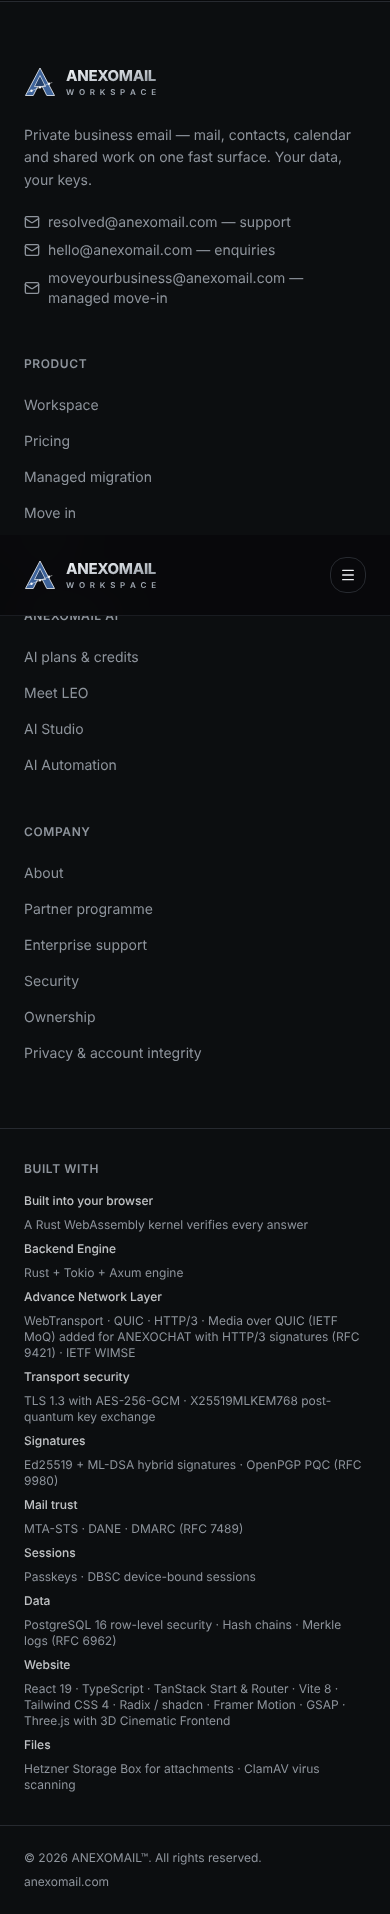 ANEXOMAIL
WORKSPACE
Private business email — mail, contacts, calendar
and shared work on one fast surface. Your data,
your keys.
resolved@anexomail.com — support
hello@anexomail.com — enquiries
moveyourbusiness@anexomail.com —
managed move-in
PRODUCT
Workspace
Pricing
Managed migration
Move in
ANEXOMAIL
WORKSPACE
ANEXOMAIL AI
AI plans & credits
Meet LEO
AI Studio
AI Automation
COMPANY
About
Partner programme
Enterprise support
Security
Ownership
Privacy & account integrity
BUILT WITH
Built into your browser
A Rust WebAssembly kernel verifies every answer
Backend Engine
Rust + Tokio + Axum engine
Advance Network Layer
WebTransport · QUIC · HTTP/3 · Media over QUIC (IETF
MoQ) added for ANEXOCHAT with HTTP/3 signatures (RFC
9421) · IETF WIMSE
Transport security
TLS 1.3 with AES-256-GCM · X25519MLKEM768 post-
quantum key exchange
Signatures
Ed25519 + ML-DSA hybrid signatures · OpenPGP PQC (RFC
9980)
Mail trust
MTA-STS · DANE · DMARC (RFC 7489)
Sessions
Passkeys · DBSC device-bound sessions
Data
PostgreSQL 16 row-level security · Hash chains · Merkle
logs (RFC 6962)
Website
React 19 · TypeScript · TanStack Start & Router · Vite 8 ·
Tailwind CSS 4 · Radix / shadcn · Framer Motion · GSAP ·
Three.js with 3D Cinematic Frontend
Files
Hetzner Storage Box for attachments · ClamAV virus
scanning
© 2026 ANEXOMAIL™. All rights reserved.
anexomail.com